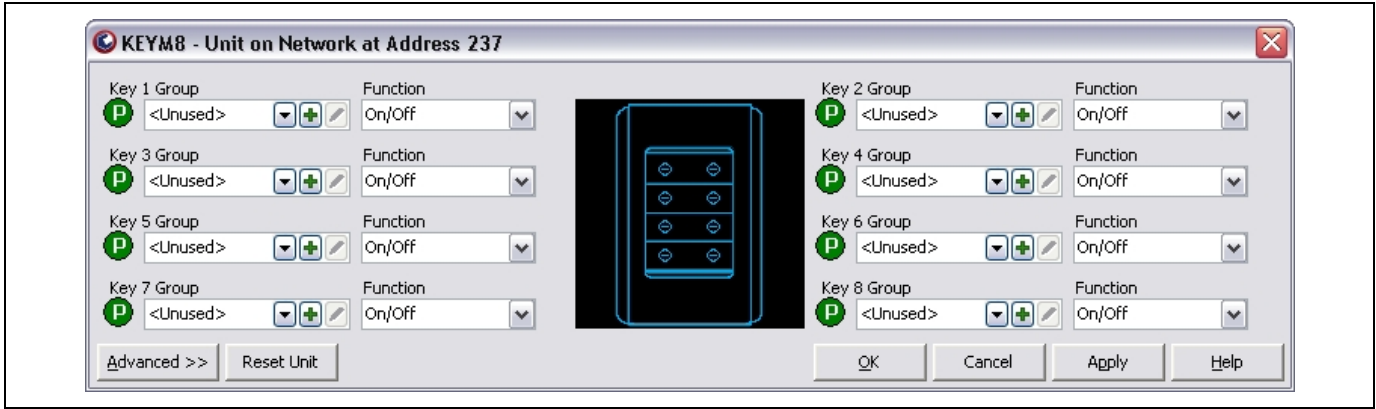 KEYM8 - Unit on Network at Address 237
Key 1 Group Function Key 2 Group Function
P <Unused> On/Off P <Unused> On/Off
Key 3 Group Function Key 4 Group Function
P <Unused> On/Off P <Unused> On/Off
Key 5 Group Function Key 6 Group Function
P <Unused> On/Off P <Unused> On/Off
Key 7 Group Function Key 8 Group Function
P <Unused> On/Off P <Unused> On/Off
Advanced >> Reset Unit OK Cancel Apply Help